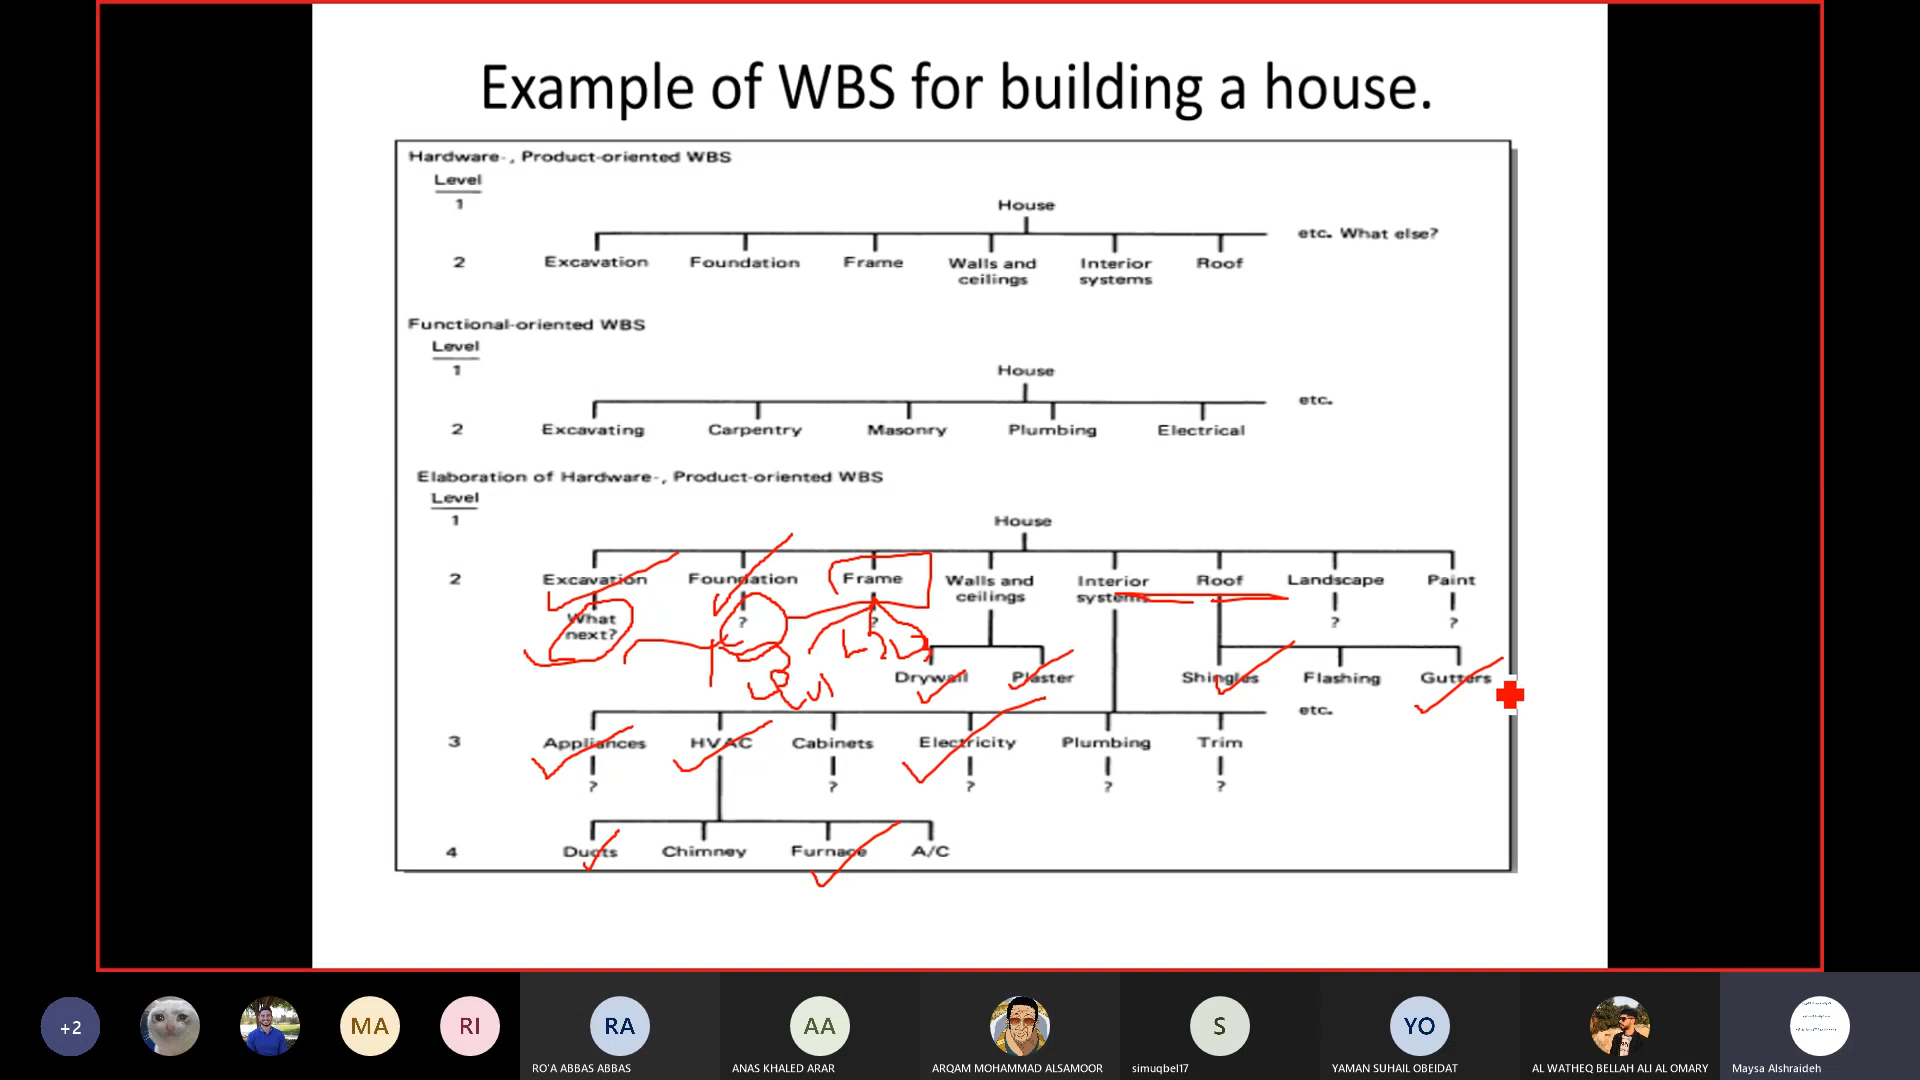 Example of WBS for building a house.
Hardware-, Product-oriented WBS
Level
1
House
etc. What else?
2
Excavation Foundation Frame Walls and ceilings Interior systems Roof
Functional-oriented WBS
Level
1
House
etc.
2
Excavating Carpentry Masonry Plumbing Electrical
Elaboration of Hardware-, Product-oriented WBS
Level
1
House
2
Excavation Foundation Frame Walls and ceilings Interior systems Roof Landscape Paint
What next? ? ? ? ?
Drywall Plaster Shingles Flashing Gutters
etc.
3
Appliances HVAC Cabinets Electricity Plumbing Trim
? ? ? ? ?
4
Ducts Chimney Furnace A/C
+2 MA RI RA AA S YO
RO'A ABBAS ABBAS ANAS KHALED ARAR ARQAM MOHAMMAD ALSAMOOR simuqbel17 YAMAN SUHAIL OBEIDAT AL WATHEQ BELLAH ALI AL OMARY Maysa Alshraideh